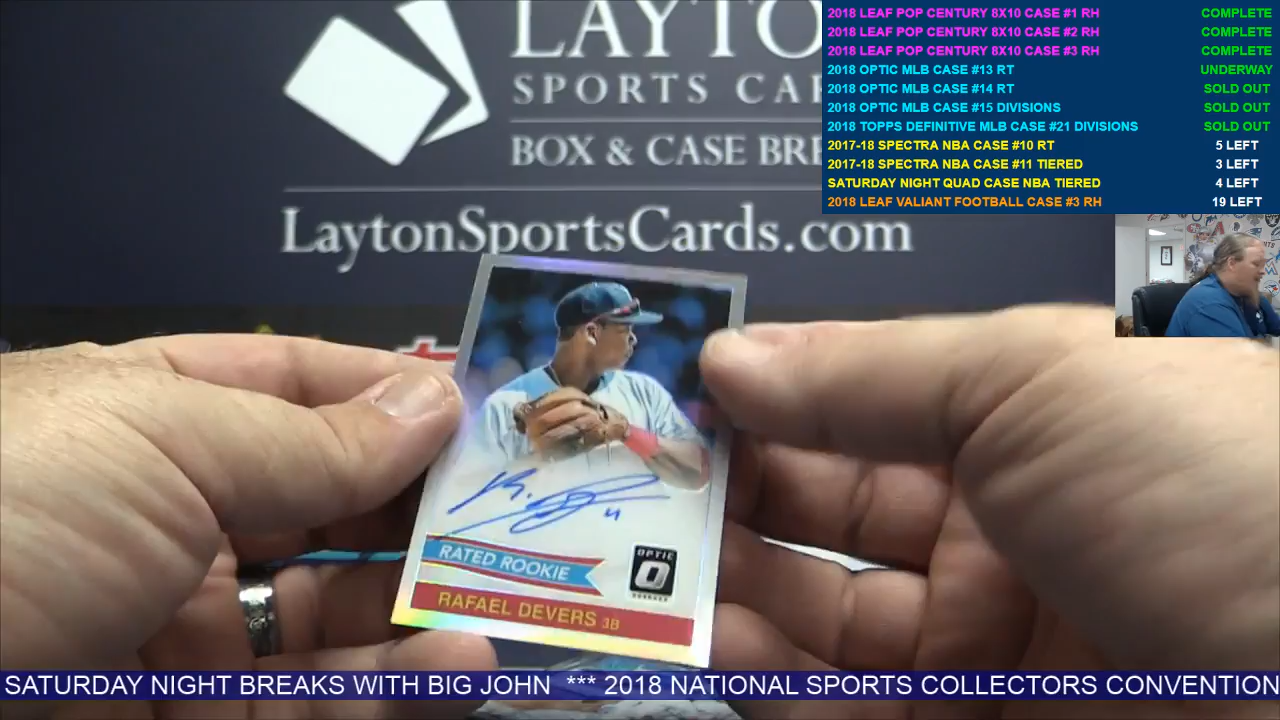 LAYTO
SPORTS CAR
BOX & CASE BRE
LaytonSportsCards.com
2018 LEAF POP CENTURY 8X10 CASE #1 RH COMPLETE
2018 LEAF POP CENTURY 8X10 CASE #2 RH COMPLETE
2018 LEAF POP CENTURY 8X10 CASE #3 RH COMPLETE
2018 OPTIC MLB CASE #13 RT UNDERWAY
2018 OPTIC MLB CASE #14 RT SOLD OUT
2018 OPTIC MLB CASE #15 DIVISIONS SOLD OUT
2018 TOPPS DEFINITIVE MLB CASE #21 DIVISIONS SOLD OUT
2017-18 SPECTRA NBA CASE #10 RT 5 LEFT
2017-18 SPECTRA NBA CASE #11 TIERED 3 LEFT
SATURDAY NIGHT QUAD CASE NBA TIERED 4 LEFT
2018 LEAF VALIANT FOOTBALL CASE #3 RH 19 LEFT
RATED ROOKIE
OPTIC
DONRUSS
RAFAEL DEVERS 3B
SATURDAY NIGHT BREAKS WITH BIG JOHN *** 2018 NATIONAL SPORTS COLLECTORS CONVENTION